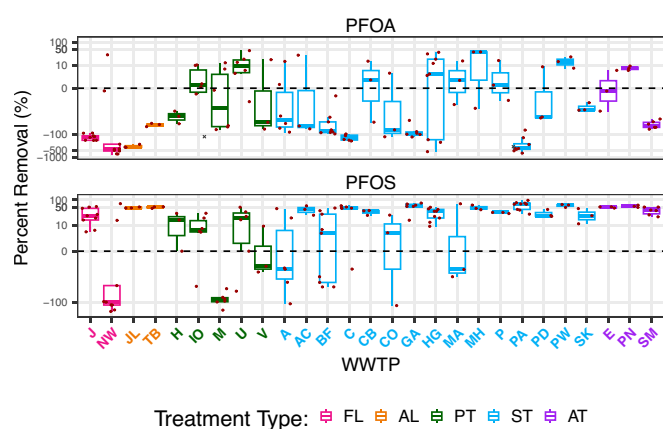 PFOA
100
50
0
−100
−500
−1000
PFOS
100
50
0
−100
Percent Removal (%)
J NW JL TB H IO M U V A AC BF C CB CO GA HG MA MH P PA PD PW SK E PN SM
WWTP
Treatment Type: FL AL PT ST AT